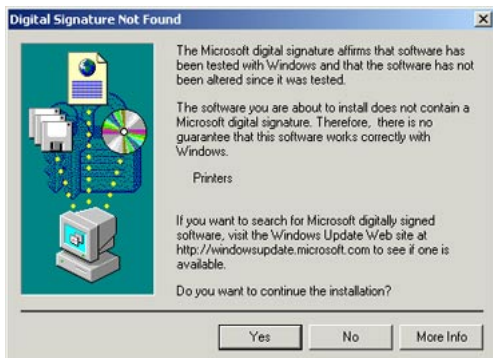 Digital Signature Not Found
The Microsoft digital signature affirms that software has
been tested with Windows and that the software has not
been altered since it was tested.
The software you are about to install does not contain a
Microsoft digital signature. Therefore, there is no
guarantee that this software works correctly with
Windows.
Printers
If you want to search for Microsoft digitally signed
software, visit the Windows Update Web site at
http://windowsupdate.microsoft.com to see if one is
available.
Do you want to continue the installation?
Yes
No
More Info